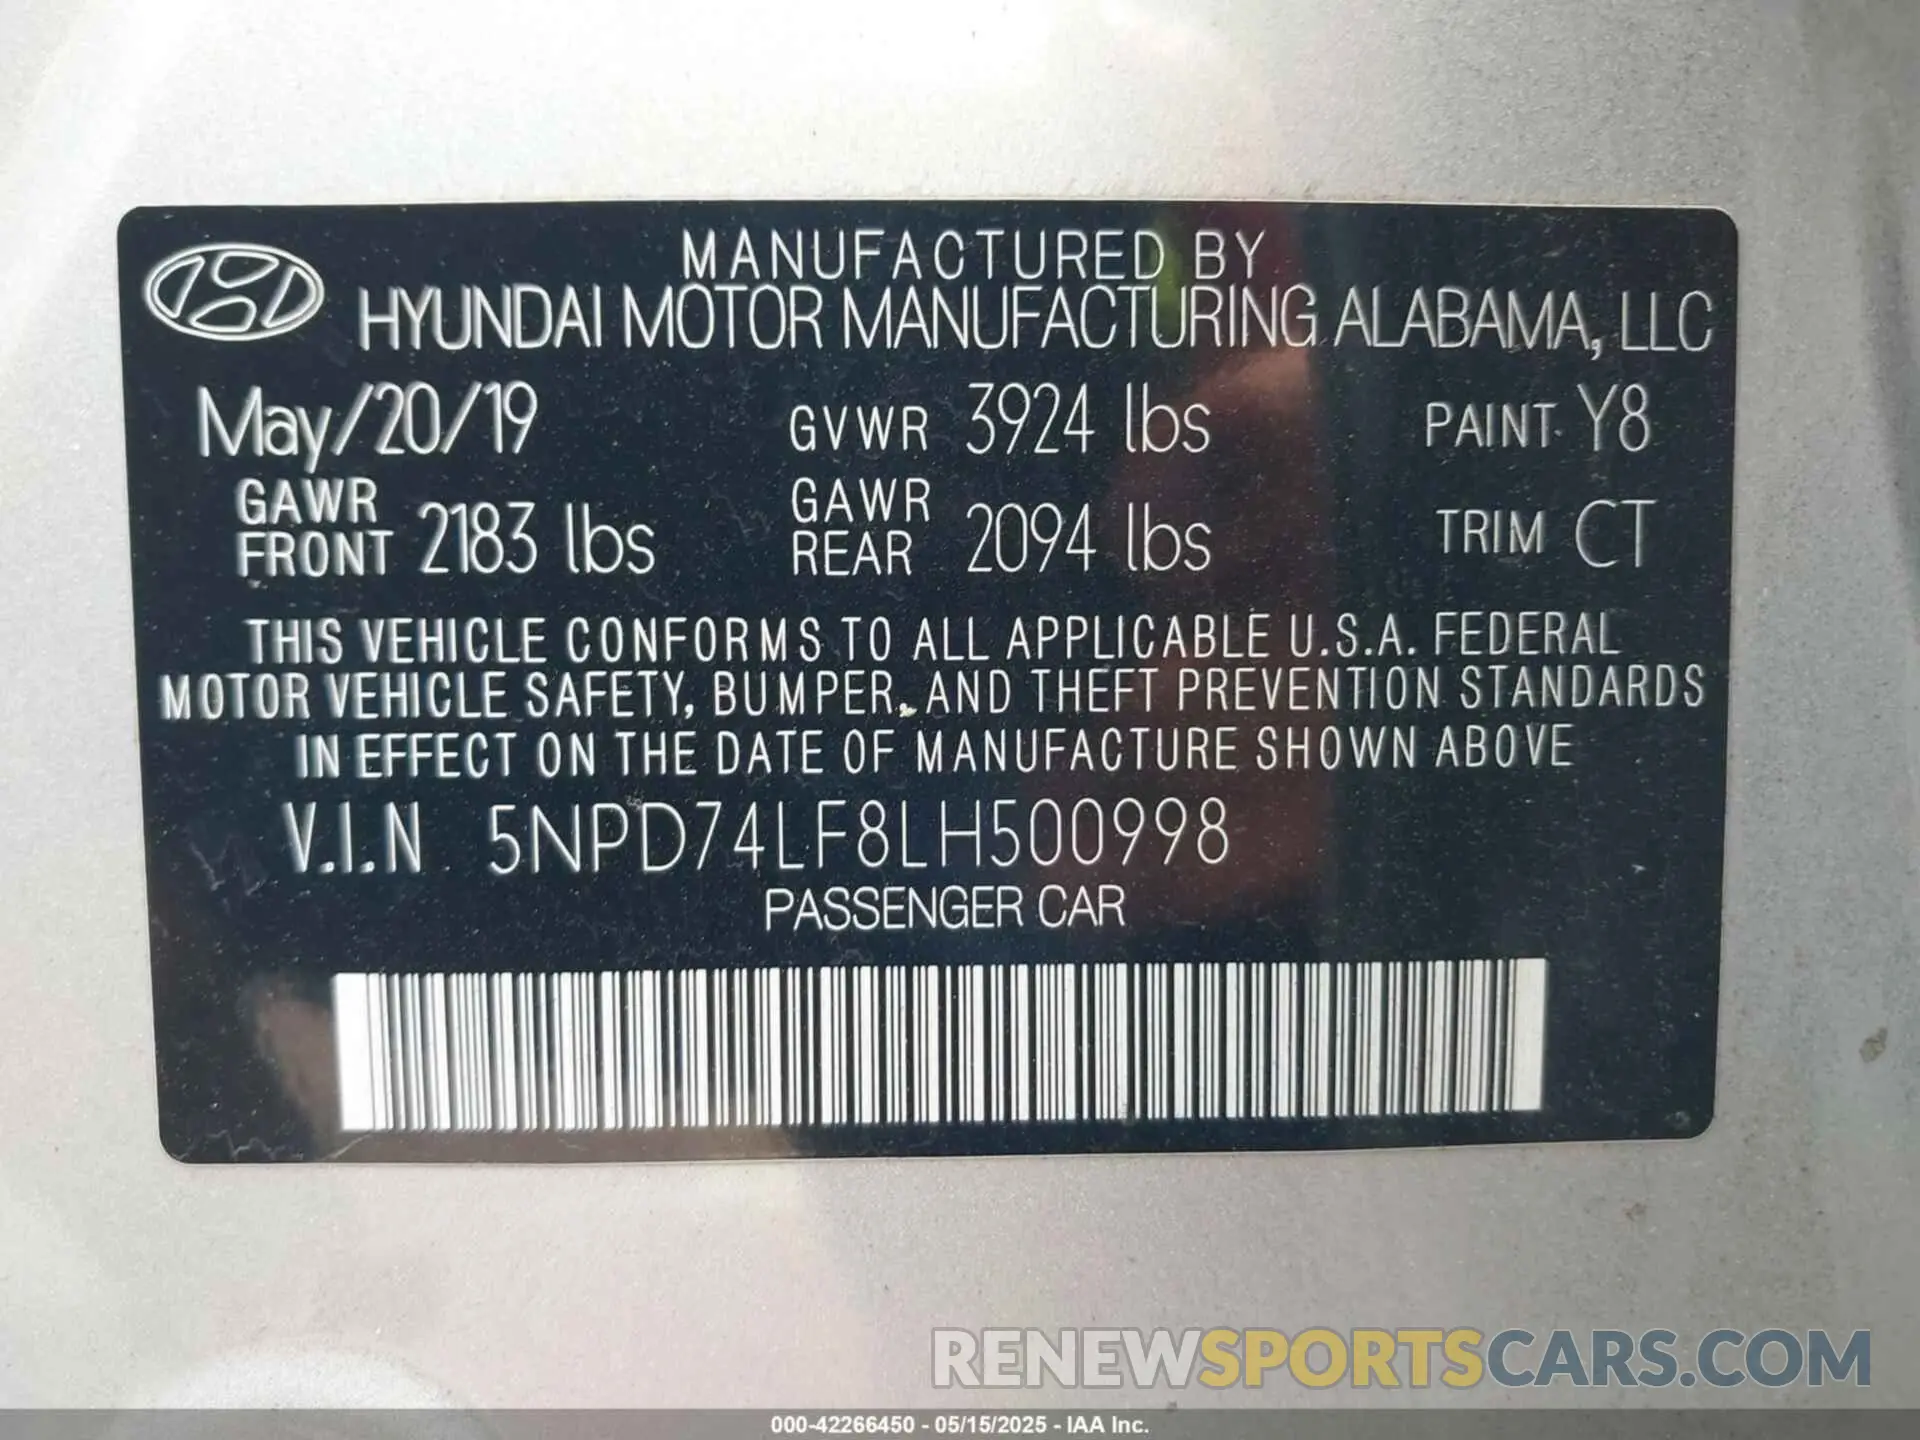 MANUFACTURED BY
HYUNDAI MOTOR MANUFACTURING ALABAMA, LLC
May/20/19 GVWR 3924 lbs PAINT Y8
GAWR FRONT 2183 lbs GAWR REAR 2094 lbs TRIM CT
THIS VEHICLE CONFORMS TO ALL APPLICABLE U.S.A. FEDERAL
MOTOR VEHICLE SAFETY, BUMPER, AND THEFT PREVENTION STANDARDS
IN EFFECT ON THE DATE OF MANUFACTURE SHOWN ABOVE
V.I.N 5NPD74LF8LH500998
PASSENGER CAR
RENEWSPORTSCARS.COM
000-42266450 - 05/15/2025 - IAA Inc.